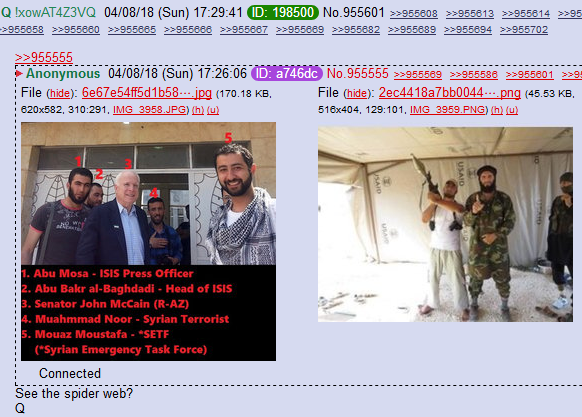 Q !xowAT4Z3VQ 04/08/18 (Sun) 17:29:41 ID: 198500 No.955601 >>955608 >>955613 >>955614 >>95
>>955658 >>955565 >>955666 >>955667 >>955669 >>955682 >>955689 >>955694 >>955702
>>955555
Anonymous 04/08/18 (Sun) 17:26:06 ID: a746dc No.955555 >>955569 >>955586 >>955601 >>95
File (hide): 6e67e54ff5d1b58⋯.jpg (170.18 KB,
620x582, 310:291, IMG_3958.JPG) (h) (u)
File (hide): 2ec4418a7bb0044⋯.png (45.53 KB,
516x404, 129:101, IMG_3959.PNG) (h) (u)
1
2
3
4
5
USAID
1. Abu Mosa - ISIS Press Officer
2. Abu Bakr al-Baghdadi - Head of ISIS
3. Senator John McCain (R-AZ)
4. Muahmmad Noor - Syrian Terrorist
5. Mouaz Moustafa - *SETF
(*Syrian Emergency Task Force)
Connected
See the spider web?
Q